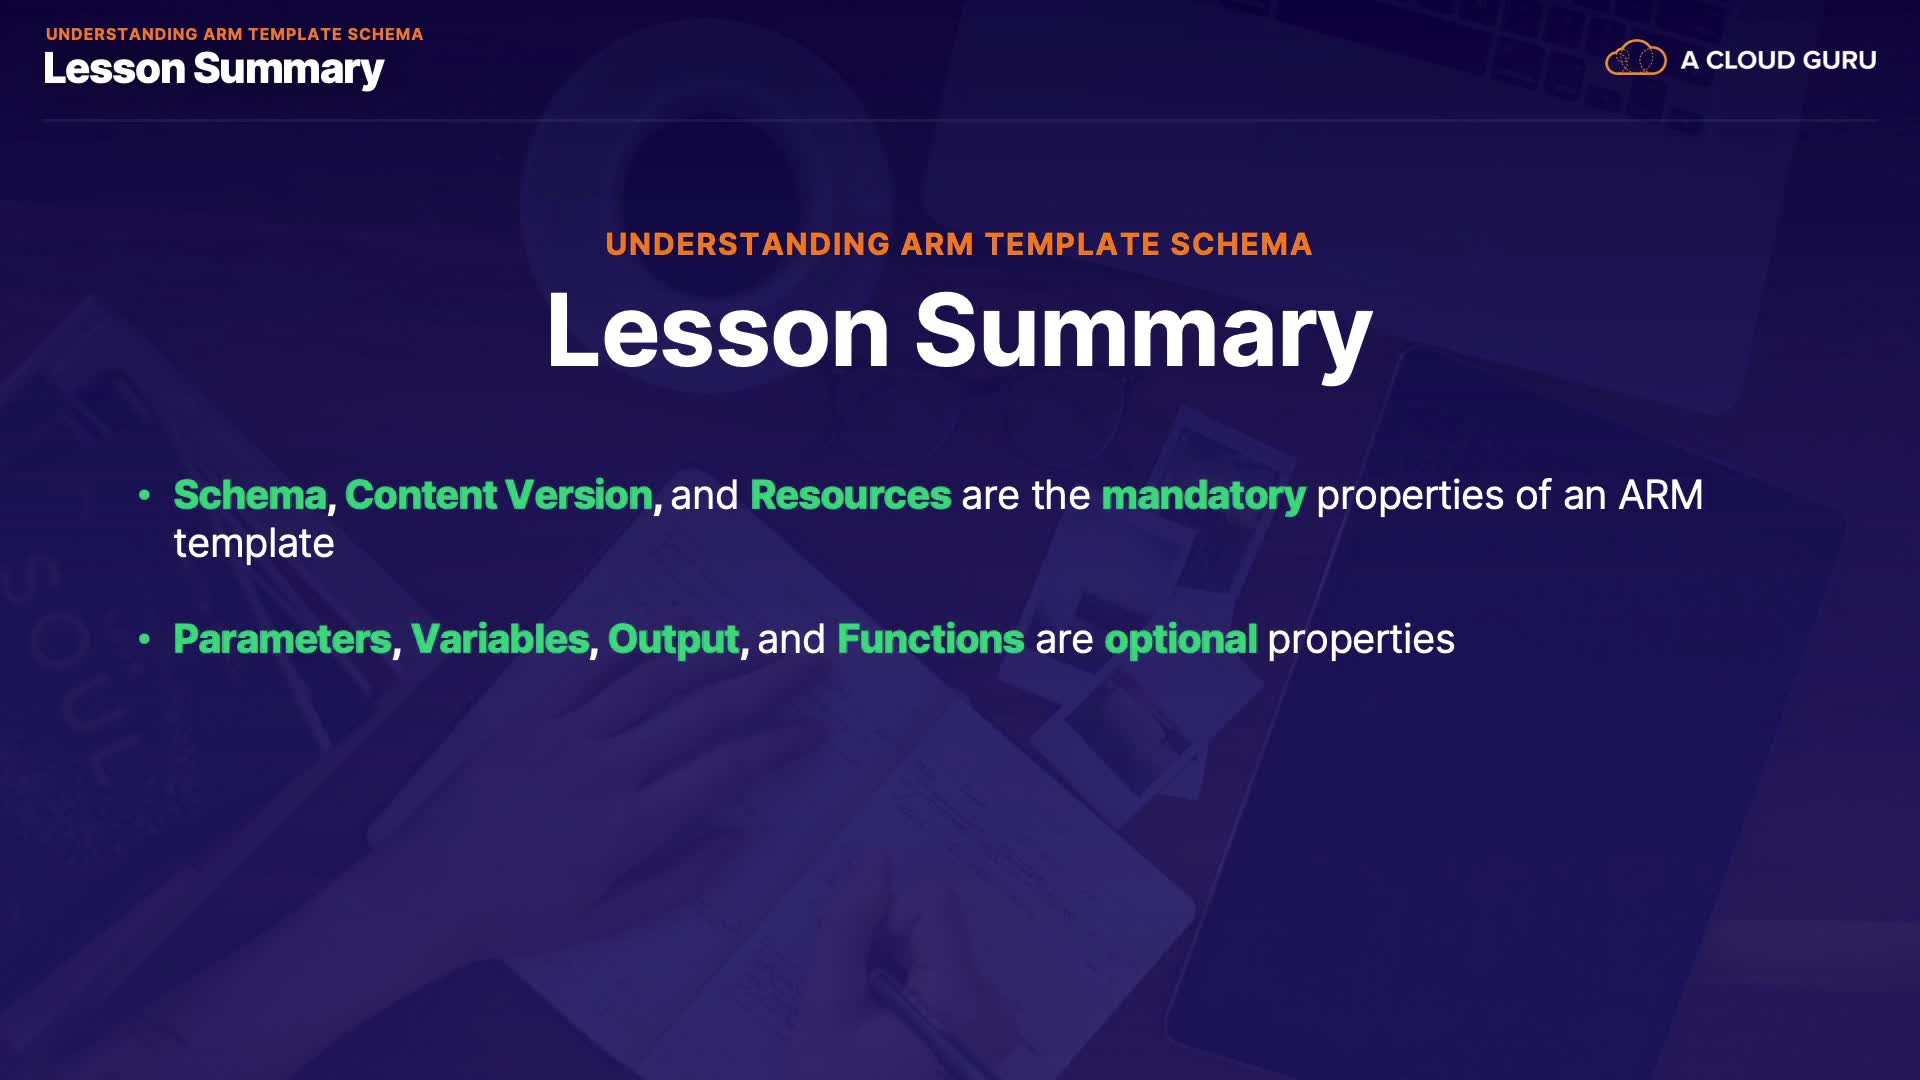 UNDERSTANDING ARM TEMPLATE SCHEMA
Lesson Summary
A CLOUD GURU
UNDERSTANDING ARM TEMPLATE SCHEMA
Lesson Summary
• Schema, Content Version, and Resources are the mandatory properties of an ARM
template
• Parameters, Variables, Output, and Functions are optional properties
SOUL